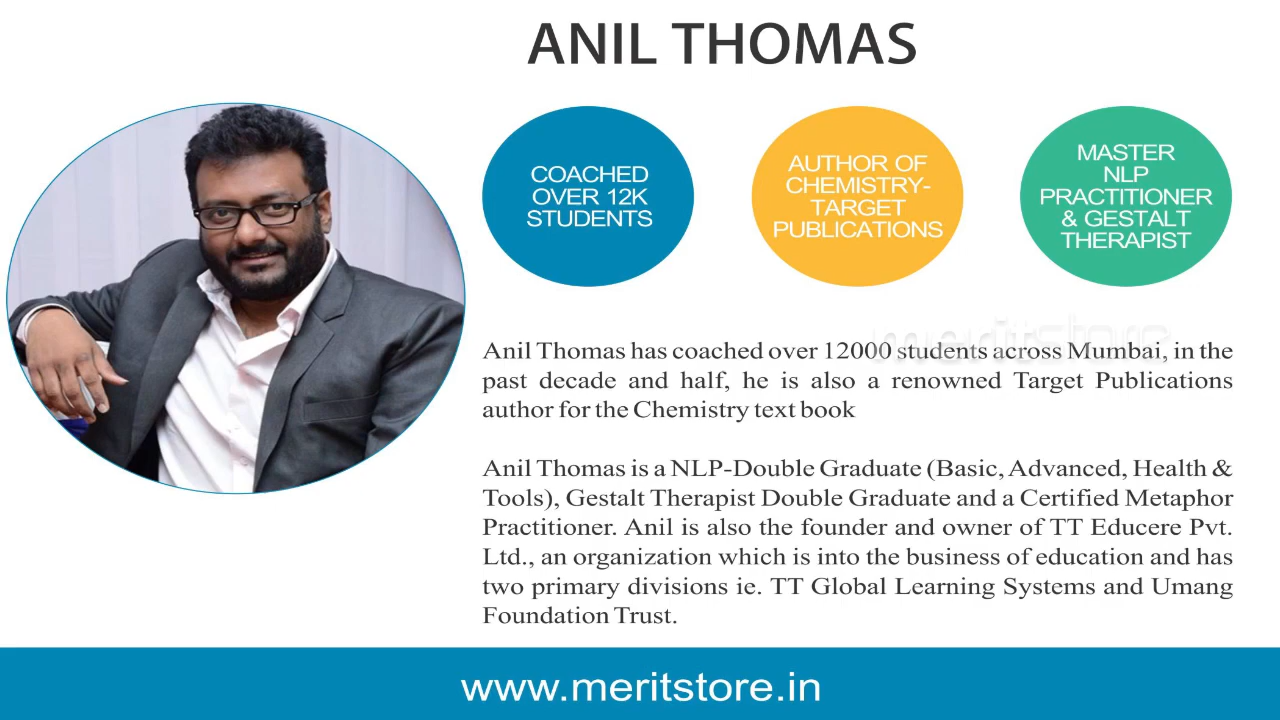 ANIL THOMAS
COACHED
OVER 12K
STUDENTS
AUTHOR OF
CHEMISTRY-
TARGET
PUBLICATIONS
MASTER
NLP
PRACTITIONER
& GESTALT
THERAPIST
meritstore
Anil Thomas has coached over 12000 students across Mumbai, in the
past decade and half, he is also a renowned Target Publications
author for the Chemistry text book
Anil Thomas is a NLP-Double Graduate (Basic, Advanced, Health &
Tools), Gestalt Therapist Double Graduate and a Certified Metaphor
Practitioner. Anil is also the founder and owner of TT Educere Pvt.
Ltd., an organization which is into the business of education and has
two primary divisions ie. TT Global Learning Systems and Umang
Foundation Trust.
www.meritstore.in